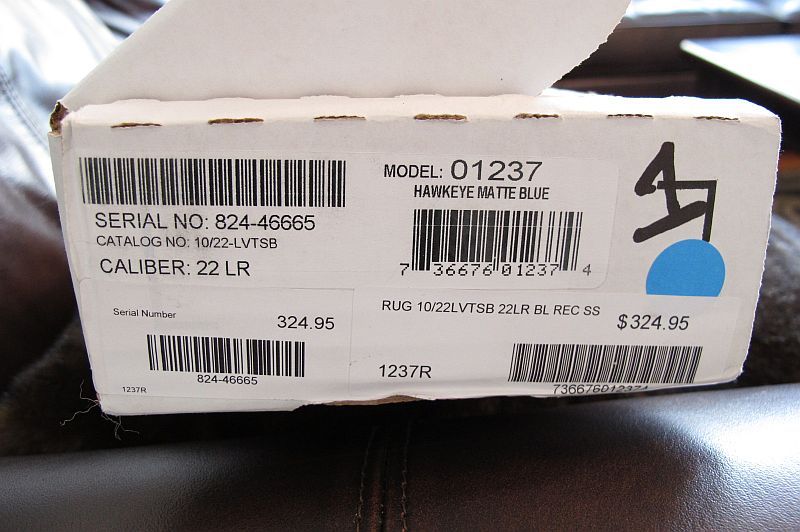 MODEL: 01237
HAWKEYE MATTE BLUE
SERIAL NO: 824-46665
CATALOG NO: 10/22-LVTSB
CALIBER: 22 LR
7 36676 01237 4
Serial Number
324.95
824-46665
1237R
RUG 10/22LVTSB 22LR BL REC SS
$324.95
1237R
736676012374